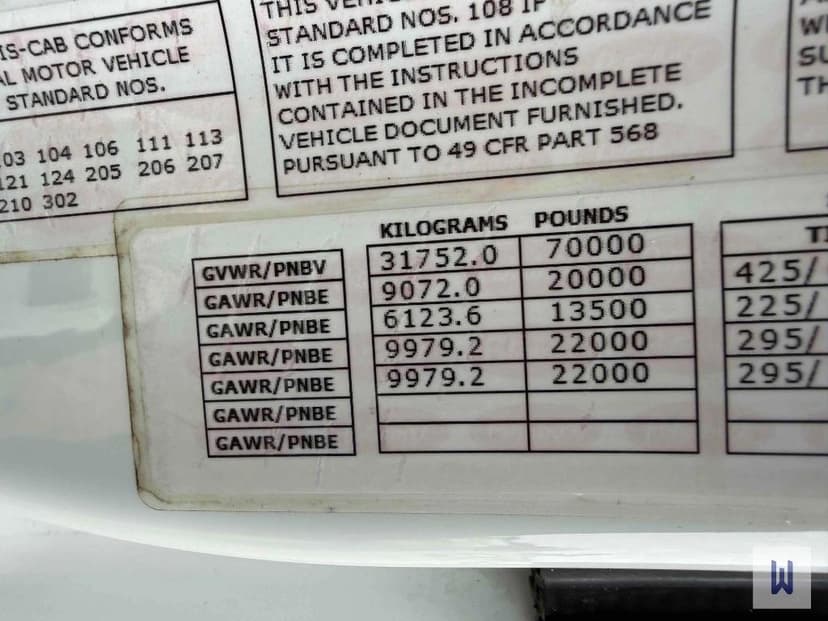 IS-CAB CONFORMS
MOTOR VEHICLE
STANDARD NOS.
03 104 106 111 113
121 124 205 206 207
210 302
THIS
STANDARD NOS. 108 IF
IT IS COMPLETED IN ACCORDANCE
WITH THE INSTRUCTIONS
CONTAINED IN THE INCOMPLETE
VEHICLE DOCUMENT FURNISHED.
PURSUANT TO 49 CFR PART 568
KILOGRAMS POUNDS
GVWR/PNBV 31752.0 70000
GAWR/PNBE 9072.0 20000 425/
GAWR/PNBE 6123.6 13500 225/
GAWR/PNBE 9979.2 22000 295/
GAWR/PNBE 9979.2 22000 295/
GAWR/PNBE
GAWR/PNBE
W